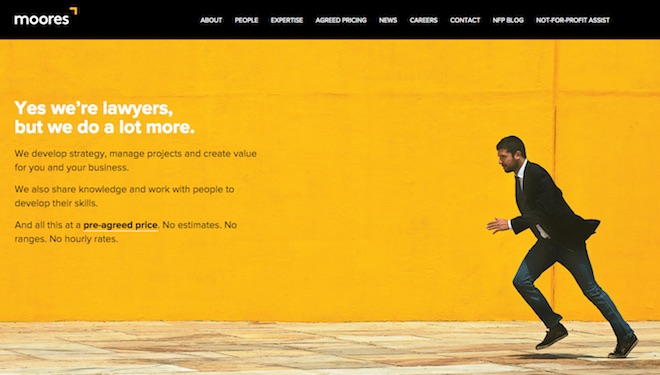 moores
ABOUT PEOPLE EXPERTISE AGREED PRICING NEWS CAREERS CONTACT NFP BLOG NOT-FOR-PROFIT ASSIST
Yes we're lawyers,
but we do a lot more.
We develop strategy, manage projects and create value
for you and your business.
We also share knowledge and work with people to
develop their skills.
And all this at a pre-agreed price. No estimates. No
ranges. No hourly rates.